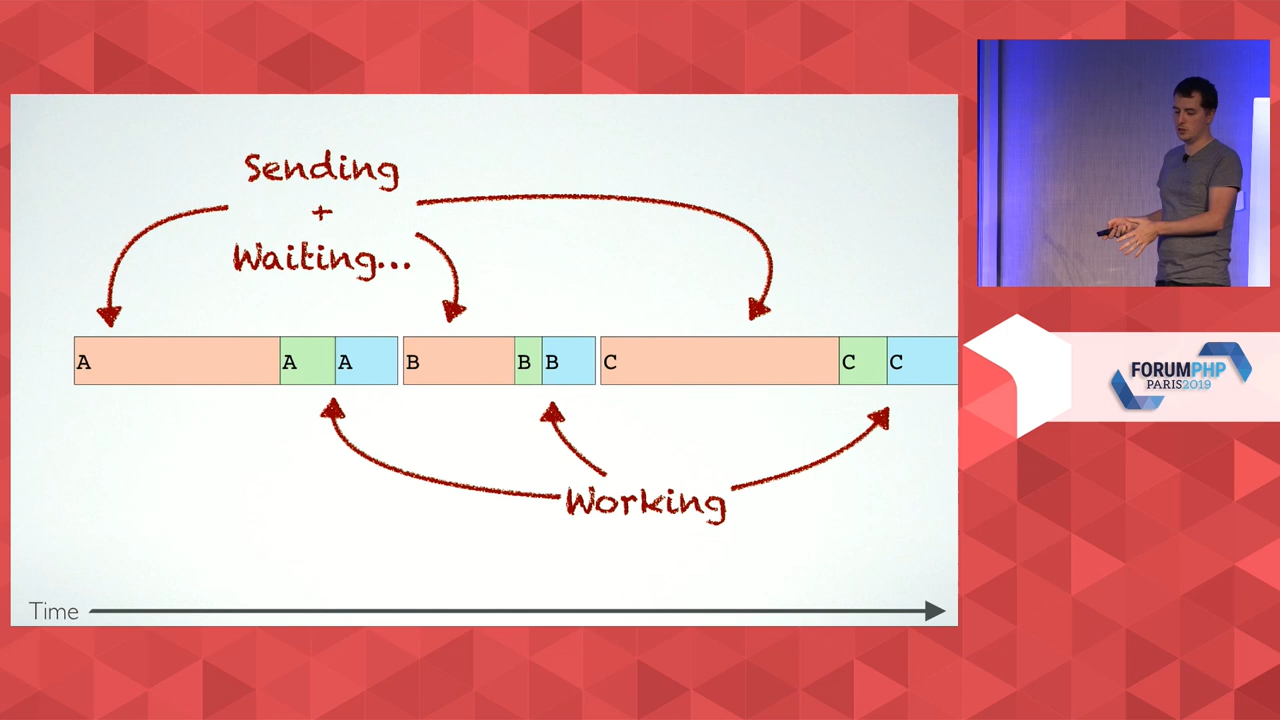 Sending
+
Waiting...
A A A B B B C C C
Working
Time
FORUMPHP
PARIS2019